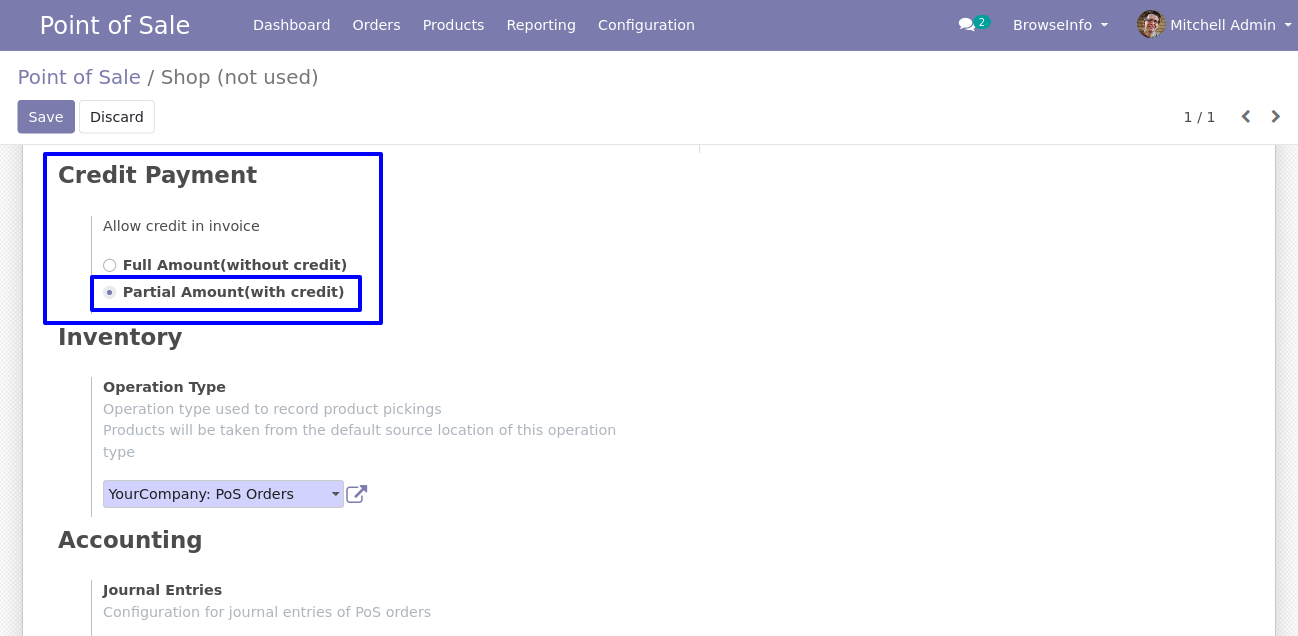 Point of Sale Dashboard Orders Products Reporting Configuration 2 BrowseInfo Mitchell Admin
Point of Sale / Shop (not used)
Save Discard 1 / 1
Credit Payment
Allow credit in invoice
Full Amount(without credit)
Partial Amount(with credit)
Inventory
Operation Type
Operation type used to record product pickings
Products will be taken from the default source location of this operation
type
YourCompany: PoS Orders
Accounting
Journal Entries
Configuration for journal entries of PoS orders